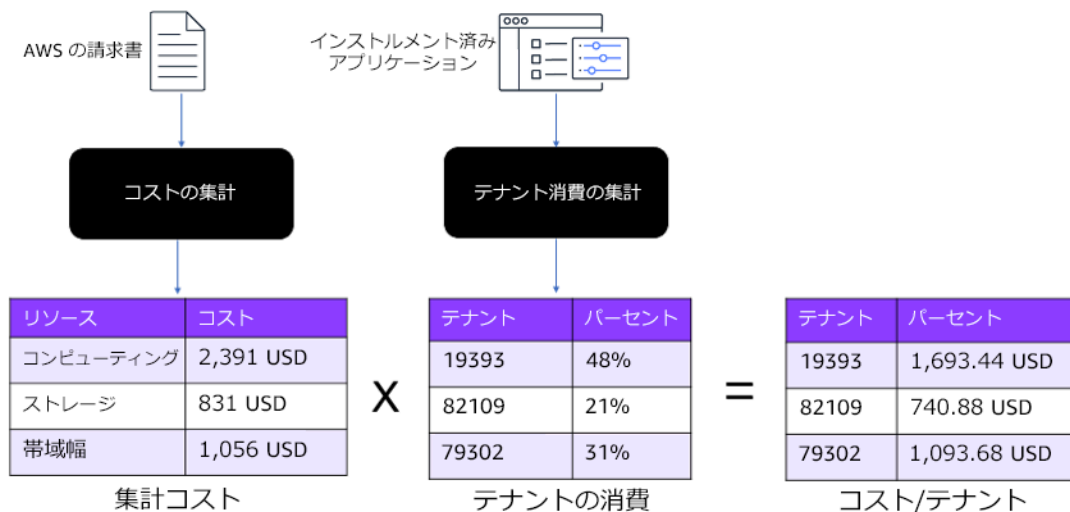 AWS の請求書
インストルメント済み
アプリケーション
コストの集計
テナント消費の集計
リソース コスト
コンピューティング 2,391 USD
ストレージ 831 USD
帯域幅 1,056 USD
集計コスト
X
テナント パーセント
19393 48%
82109 21%
79302 31%
テナントの消費
=
テナント パーセント
19393 1,693.44 USD
82109 740.88 USD
79302 1,093.68 USD
コスト/テナント